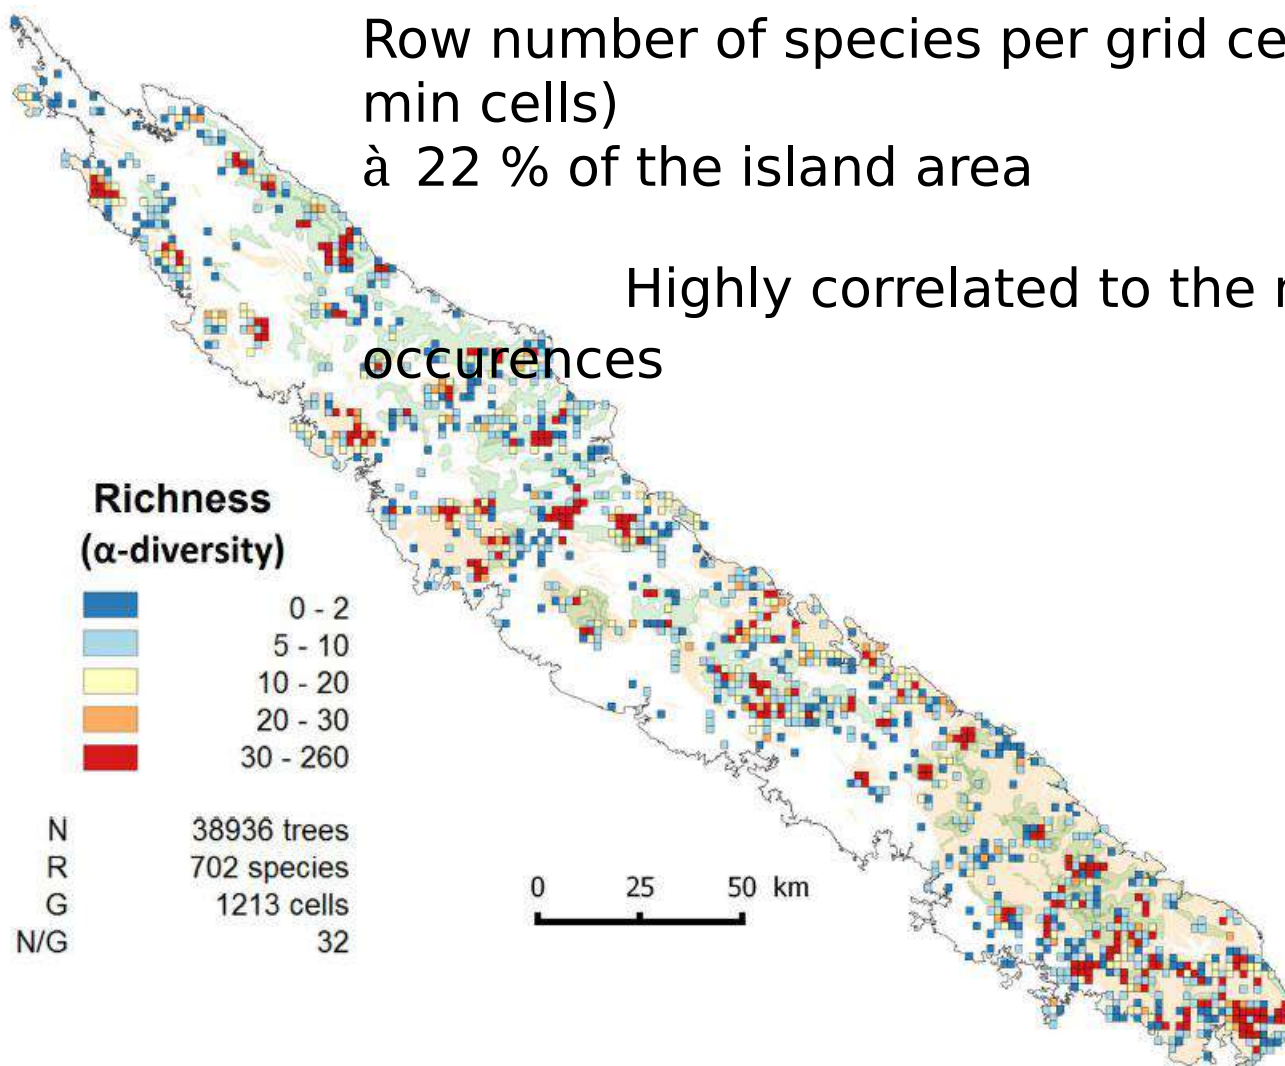 Row number of species per grid ce
min cells)
à 22 % of the island area
Highly correlated to the
occurences
Richness
(α-diversity)
0 - 2
5 - 10
10 - 20
20 - 30
30 - 260
N 38936 trees
R 702 species
G 1213 cells
N/G 32
0 25 50 km